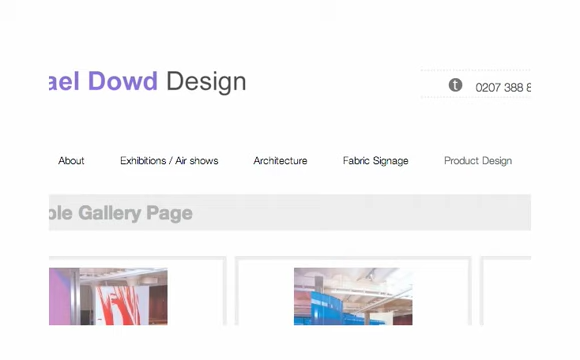 ael Dowd Design
t 0207 388 8
About Exhibitions / Air shows Architecture Fabric Signage Product Design
ple Gallery Page